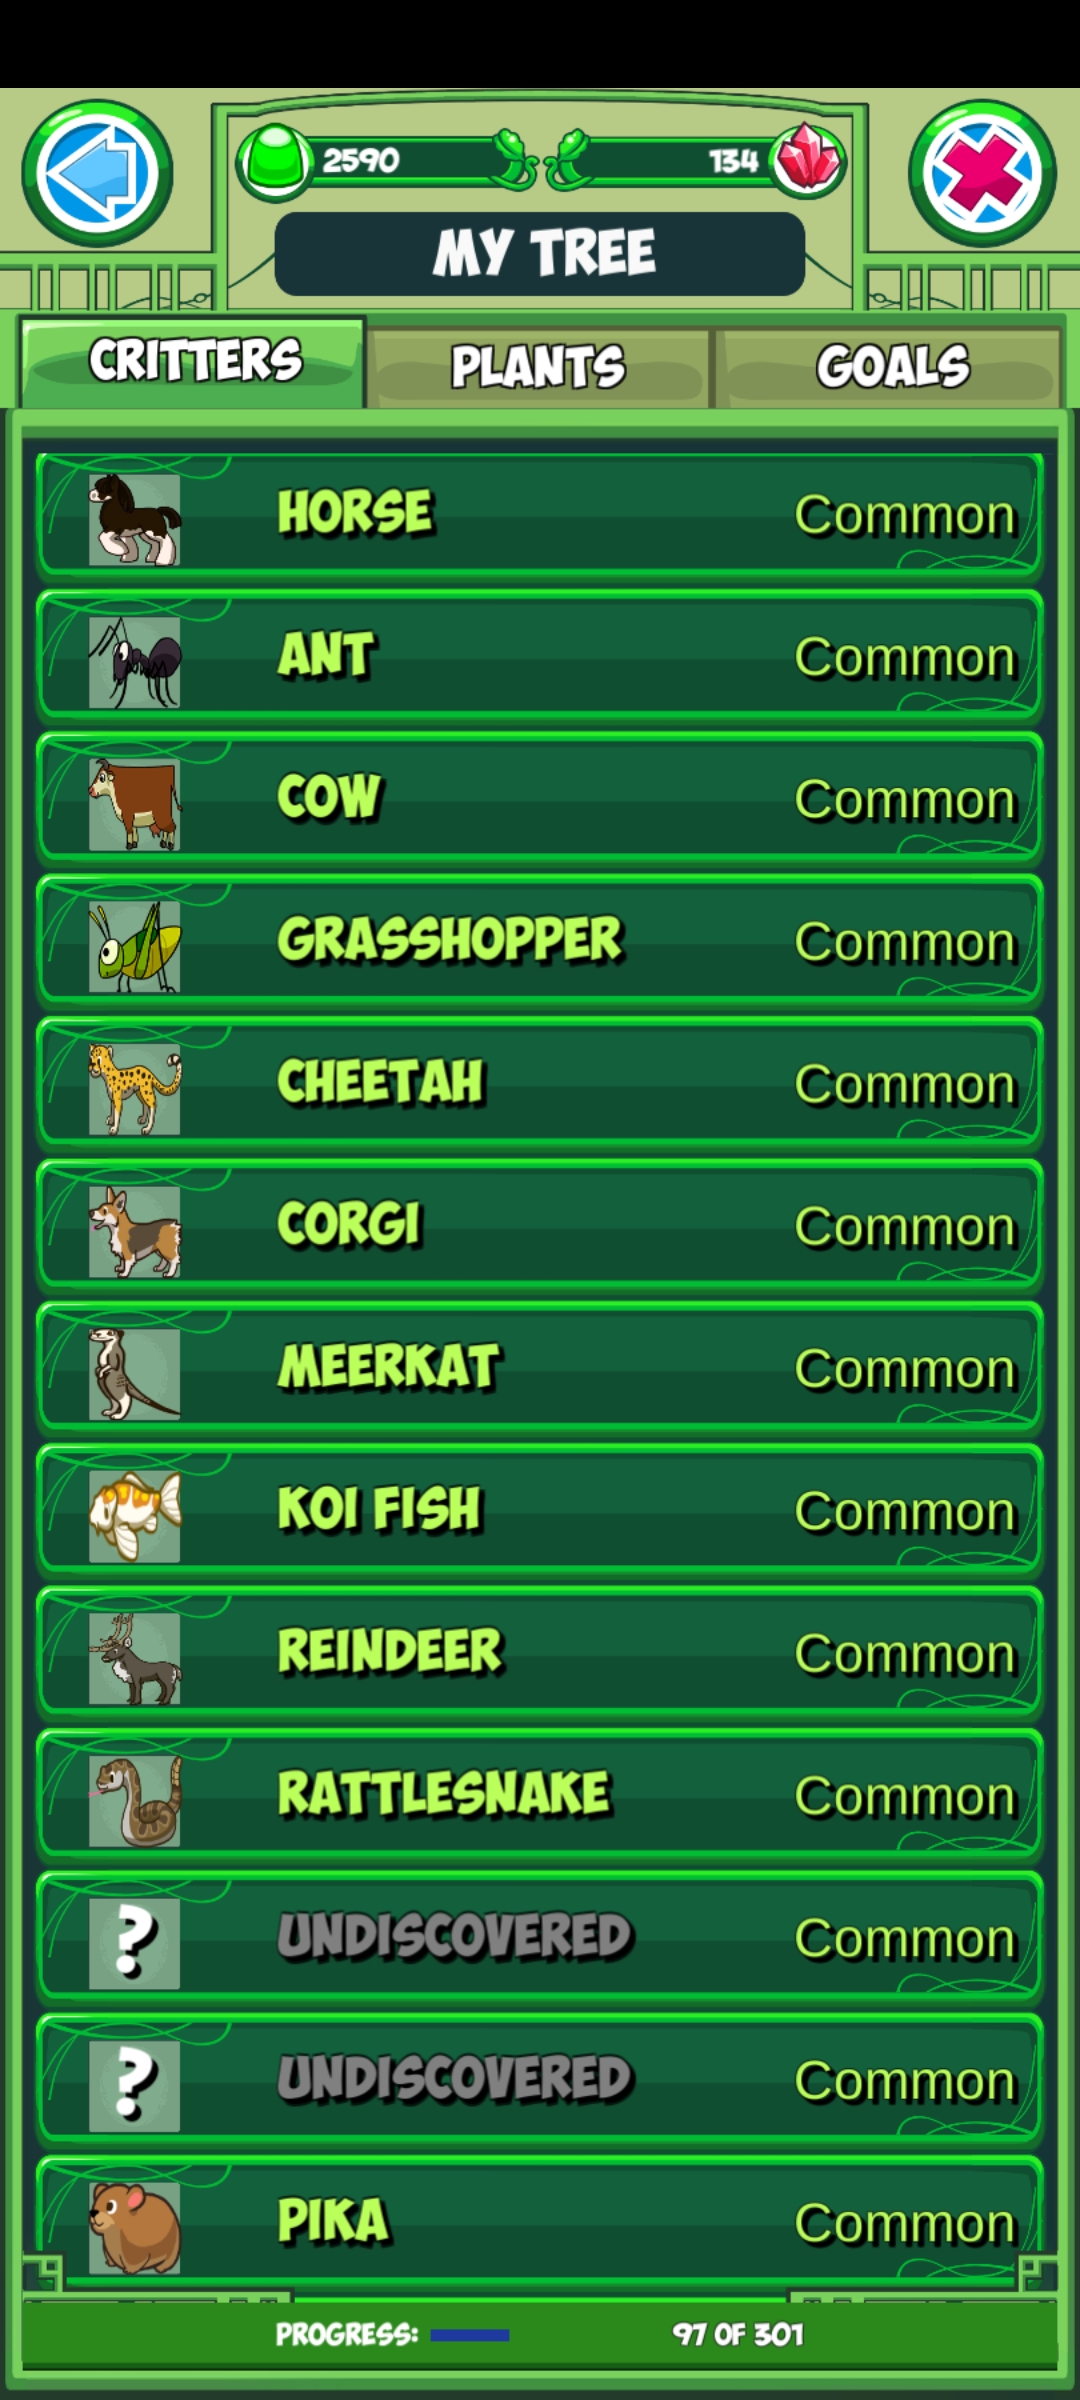 2590
134
MY TREE
CRITTERS
PLANTS
GOALS
HORSE Common
ANT Common
COW Common
GRASSHOPPER Common
CHEETAH Common
CORGI Common
MEERKAT Common
KOI FISH Common
REINDEER Common
RATTLESNAKE Common
? UNDISCOVERED Common
? UNDISCOVERED Common
PIKA Common
PROGRESS: 97 OF 301